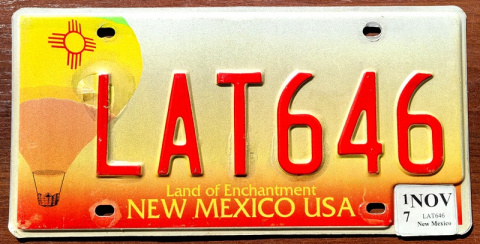 LAT646
Land of Enchantment
NEW MEXICO USA
1 NOV
7
LAT646
New Mexico